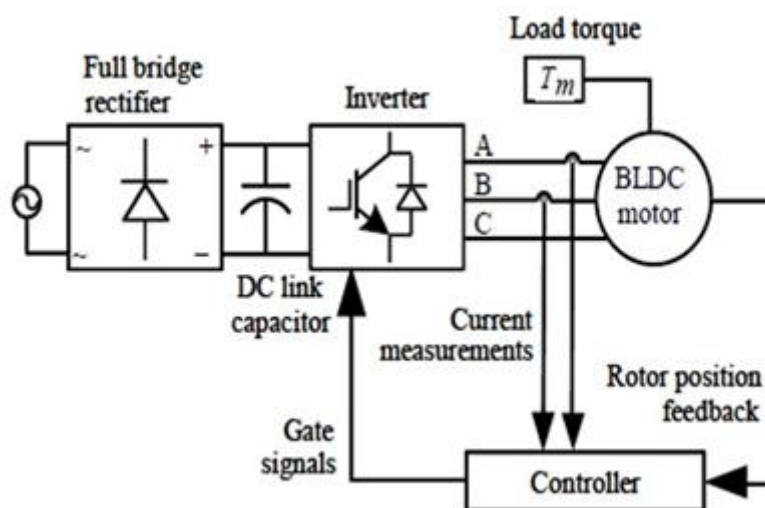 Load torque
T_m
Full bridge
rectifier
Inverter
~
+
~
−
A
B
C
BLDC
motor
DC link
capacitor
Current
measurements
Rotor position
feedback
Gate
signals
Controller